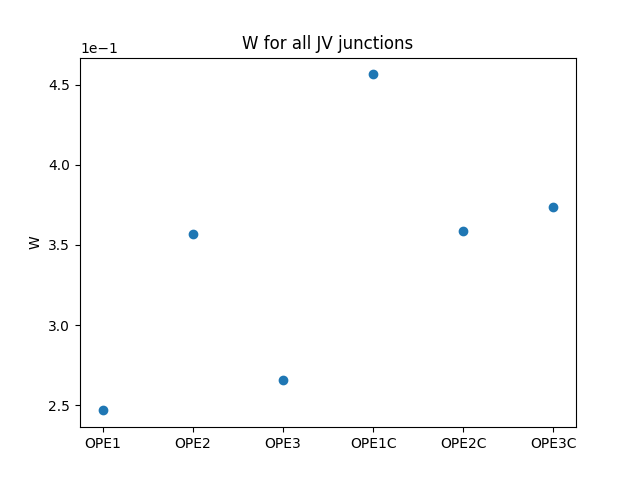 W for all JV junctions
1e−1
4.5
4.0
3.5
3.0
2.5
W
OPE1 OPE2 OPE3 OPE1C OPE2C OPE3C